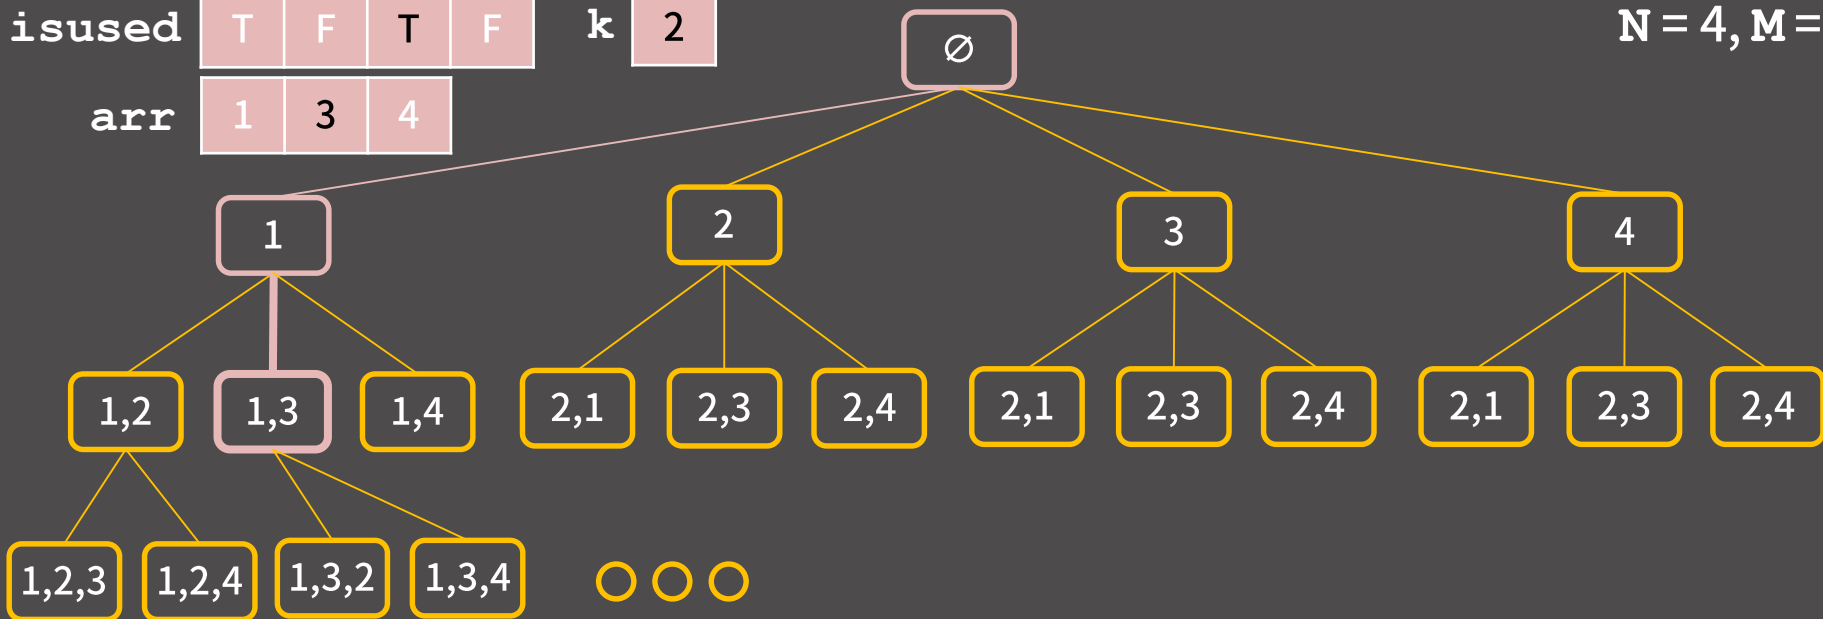 isused T F T F k 2 ∅ N = 4, M =
arr 1 3 4
1 2 3 4
1,2 1,3 1,4 2,1 2,3 2,4 2,1 2,3 2,4 2,1 2,3 2,4
1,2,3 1,2,4 1,3,2 1,3,4